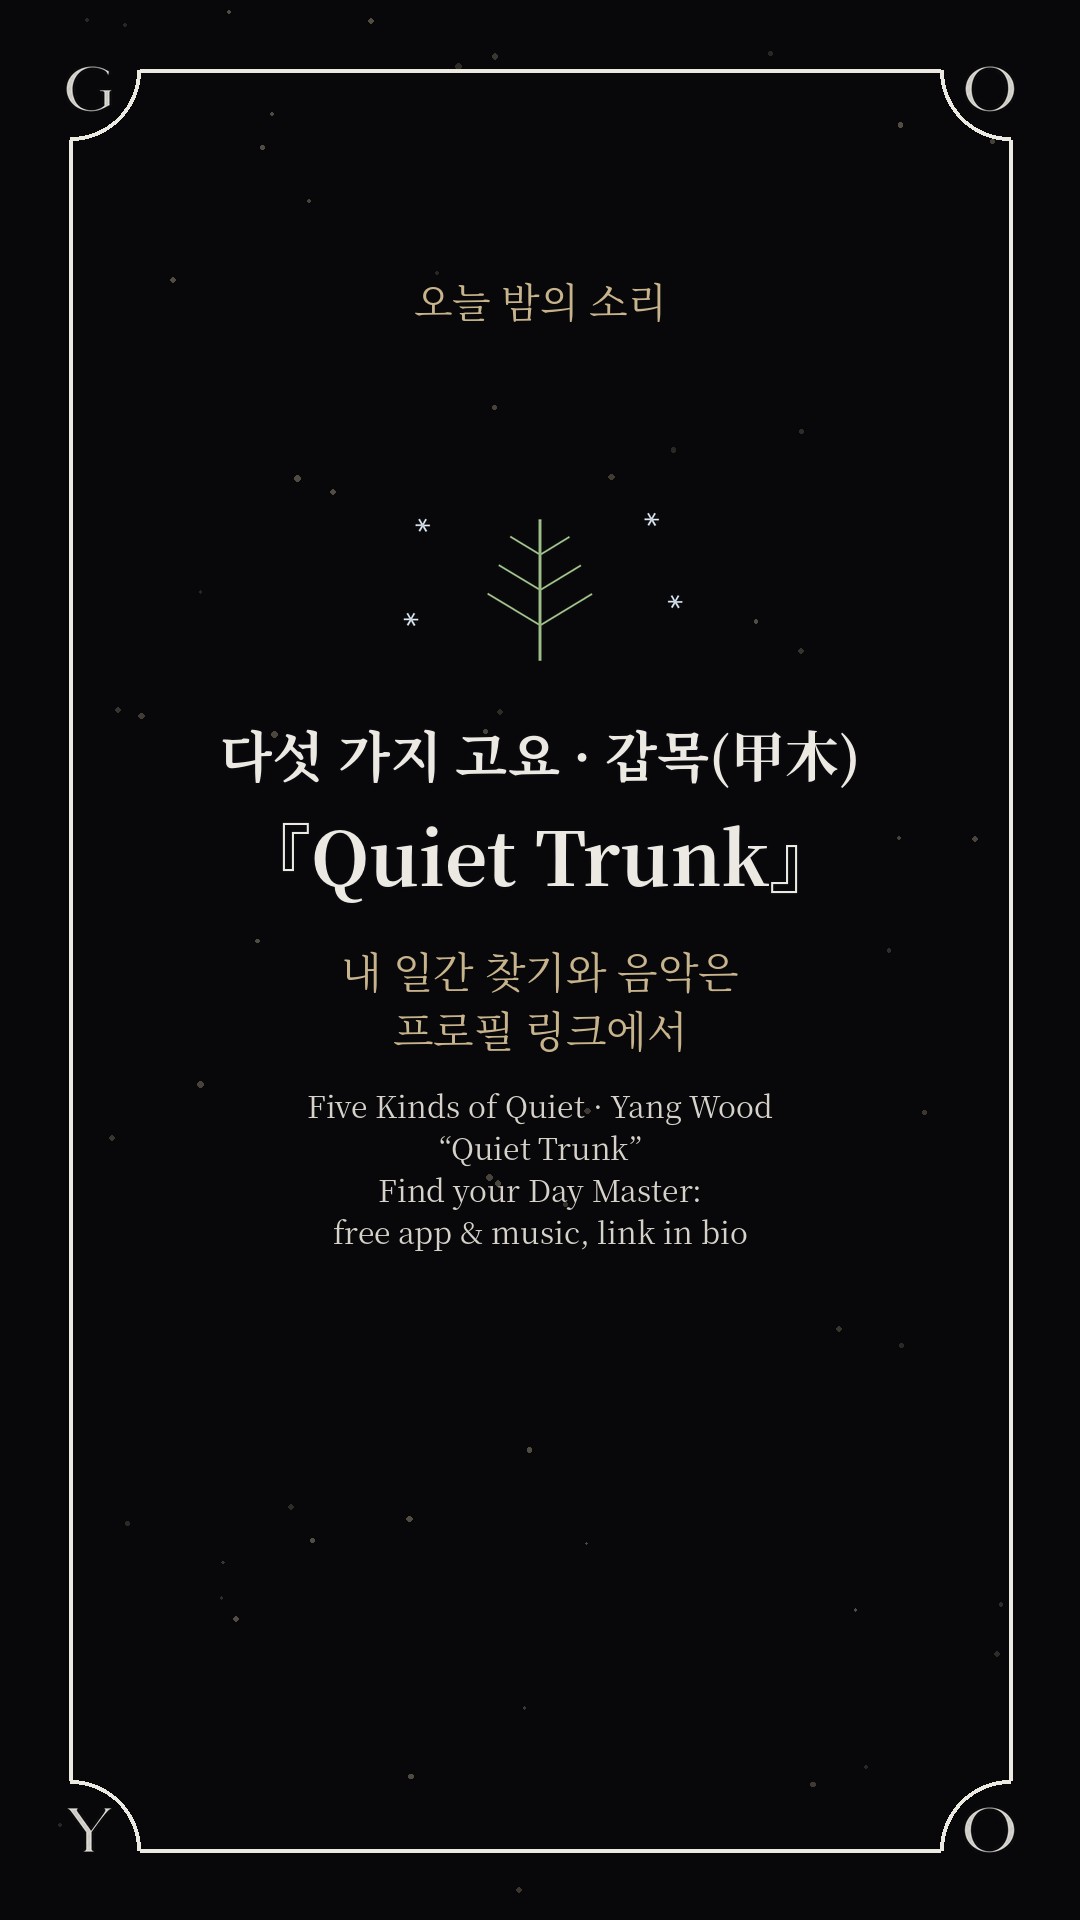 G O
오늘 밤의 소리
다섯 가지 고요 · 갑목(甲木)
『Quiet Trunk』
내 일간 찾기와 음악은
프로필 링크에서
Five Kinds of Quiet · Yang Wood
“Quiet Trunk”
Find your Day Master:
free app & music, link in bio
Y O